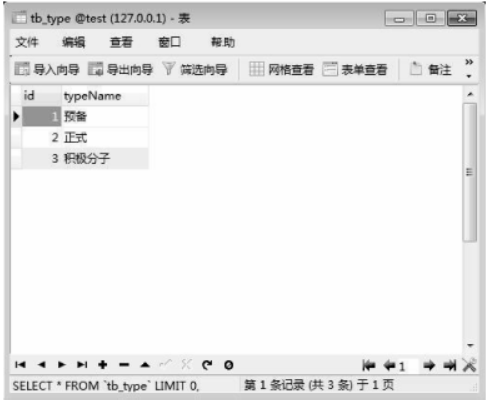 tb_type @test (127.0.0.1) - 表
文件 编辑 查看 窗口 帮助
导入向导 导出向导 筛选向导 网格查看 表单查看 备注 »
id typeName
1 预备
2 正式
3 积极分子
1
SELECT * FROM `tb_type` LIMIT 0, 第 1 条记录 (共 3 条) 于 1 页